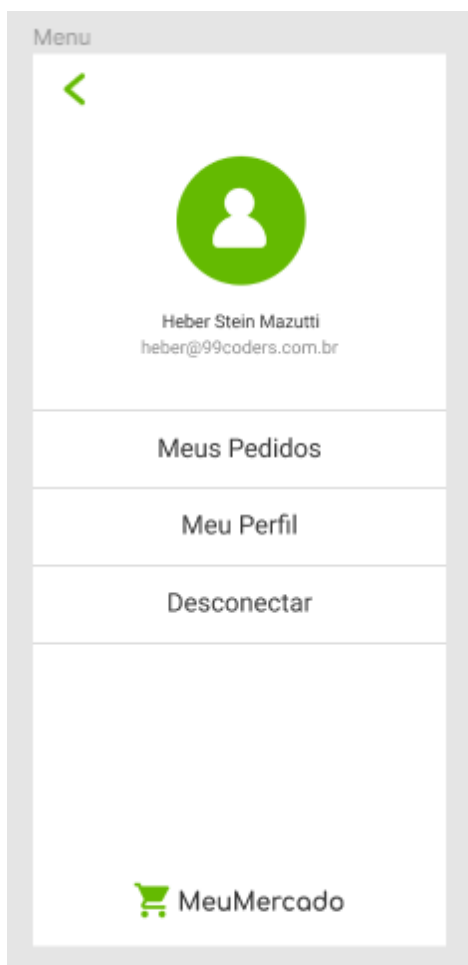 Menu
Heber Stein Mazutti
heber@99coders.com.br
Meus Pedidos
Meu Perfil
Desconectar
MeuMercado